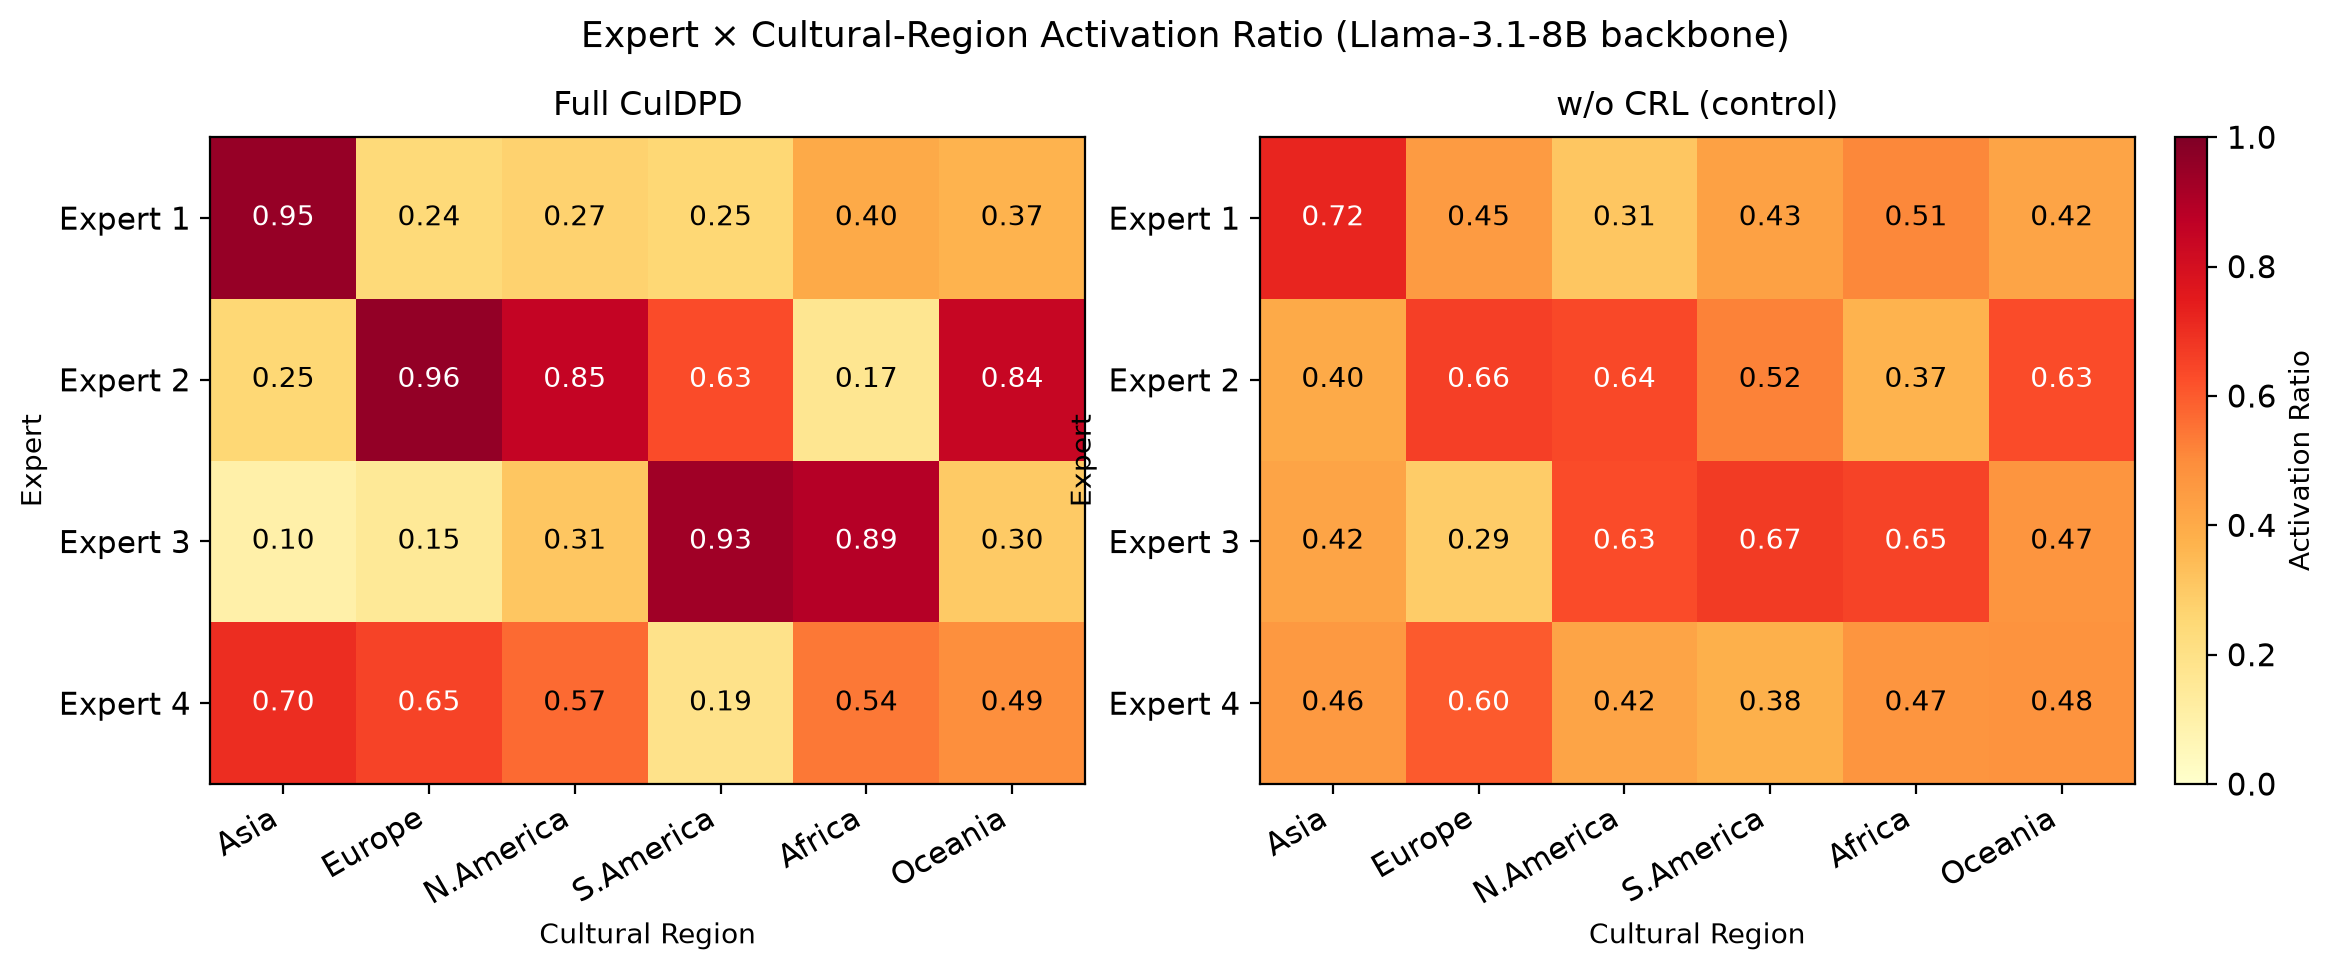 Expert × Cultural-Region Activation Ratio (Llama-3.1-8B backbone)
Full CulDPD
Expert
Expert 1 0.95 0.24 0.27 0.25 0.40 0.37
Expert 2 0.25 0.96 0.85 0.63 0.17 0.84
Expert 3 0.10 0.15 0.31 0.93 0.89 0.30
Expert 4 0.70 0.65 0.57 0.19 0.54 0.49
Asia Europe N.America S.America Africa Oceania
Cultural Region
w/o CRL (control)
Expert
Expert 1 0.72 0.45 0.31 0.43 0.51 0.42
Expert 2 0.40 0.66 0.64 0.52 0.37 0.63
Expert 3 0.42 0.29 0.63 0.67 0.65 0.47
Expert 4 0.46 0.60 0.42 0.38 0.47 0.48
Asia Europe N.America S.America Africa Oceania
Cultural Region
1.0
0.8
0.6
0.4
0.2
0.0
Activation Ratio